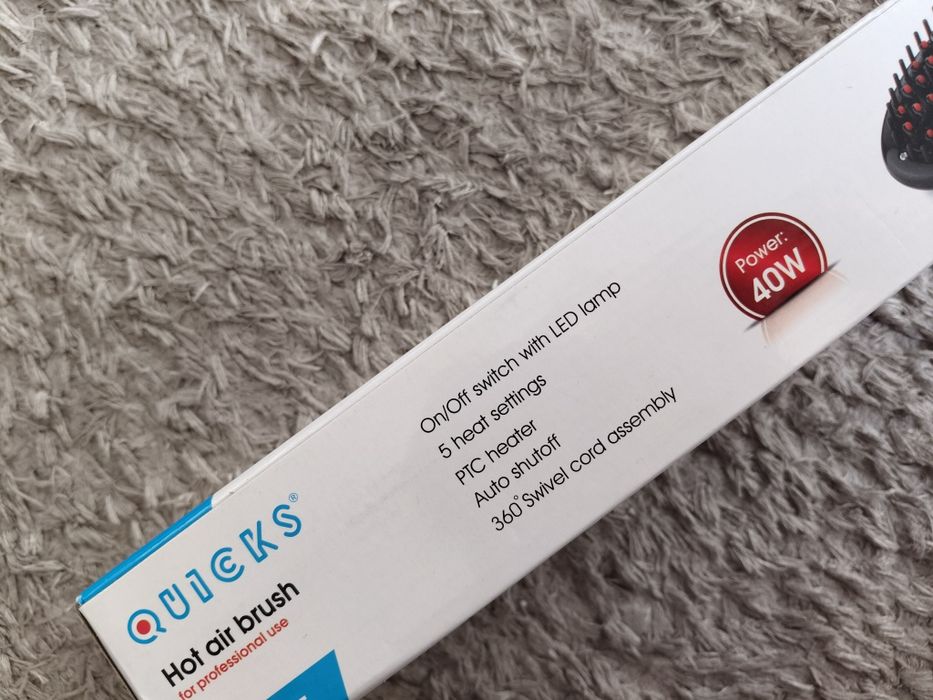 QUICKS®
Hot air brush
for professional use
On/Off switch with LED lamp
5 heat settings
PTC heater
Auto shutoff
360° Swivel cord assembly
Power:
40W